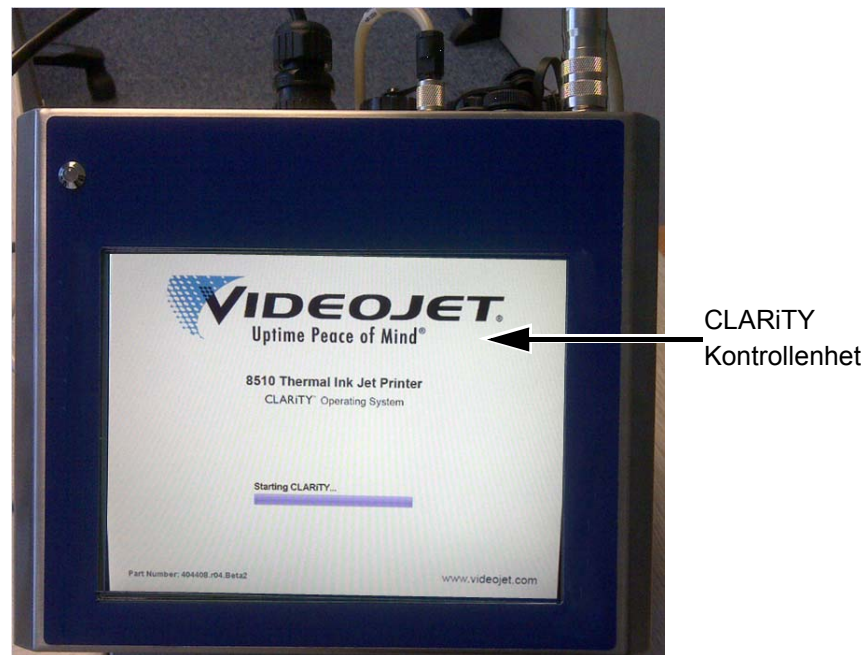 VIDEOJET®
Uptime Peace of Mind®
8510 Thermal Ink Jet Printer
CLARiTY™ Operating System
Starting CLARiTY...
Part Number: 404408.r04.Beta2
www.videojet.com
CLARiTY
Kontrollenhet